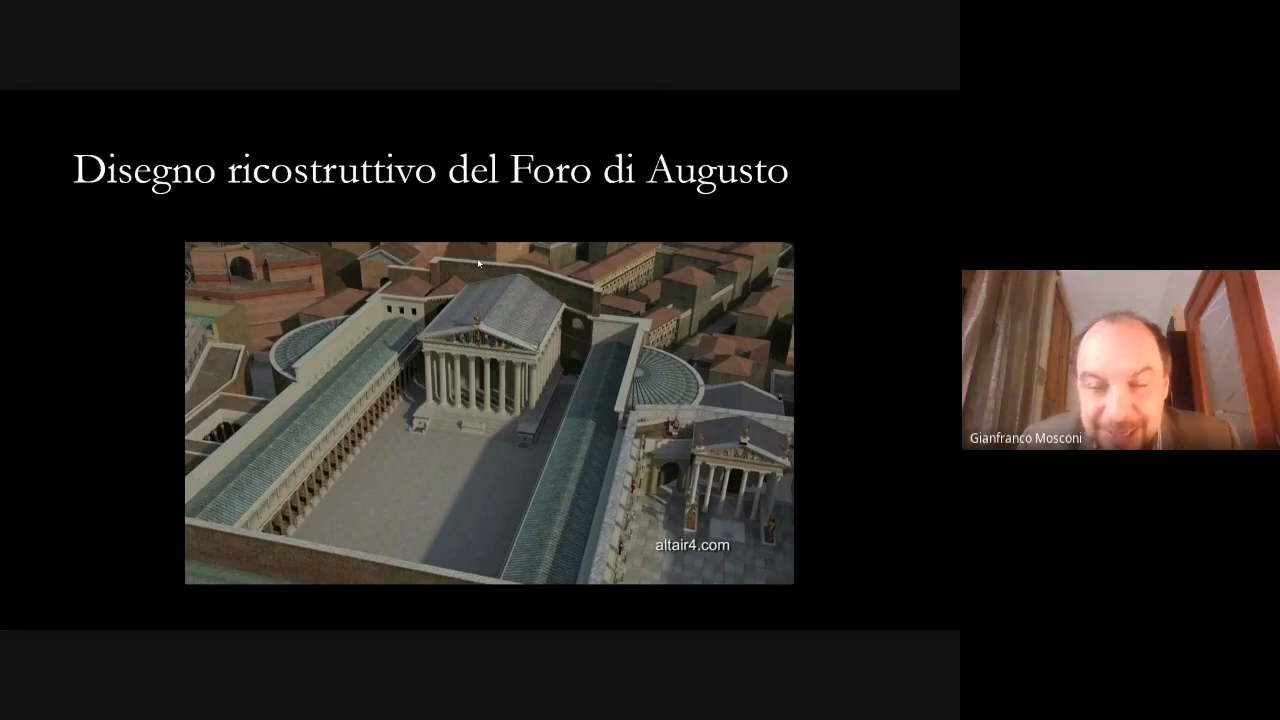 Disegno ricostruttivo del Foro di Augusto
altair4.com
Gianfranco Mosconi